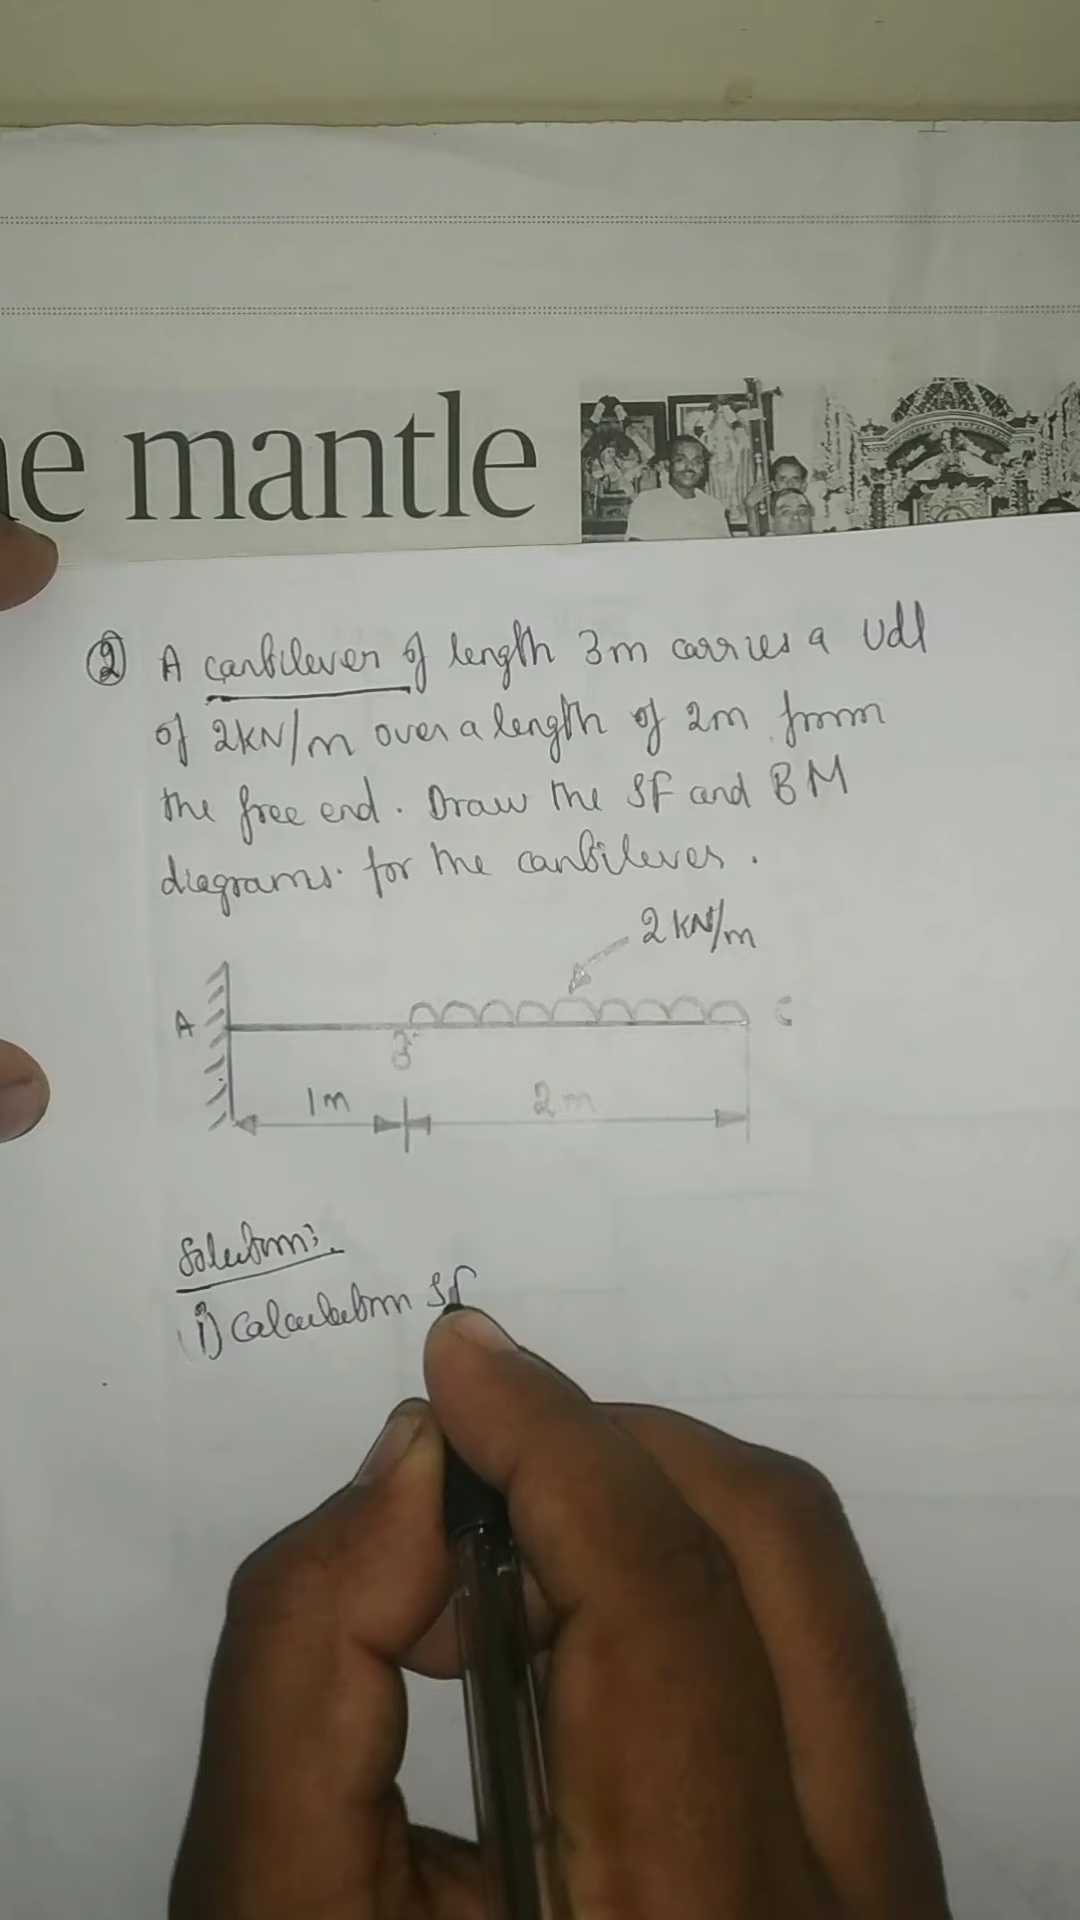 e mantle
② A cantilever of length 3m carries a Udl
of 2KN/m over a length of 2m from
the free end. Draw the SF and BM
diagrams. for the cantilever.
2 KN/m
A
B
C
1m
2m
Solution:
i) Calculation SF